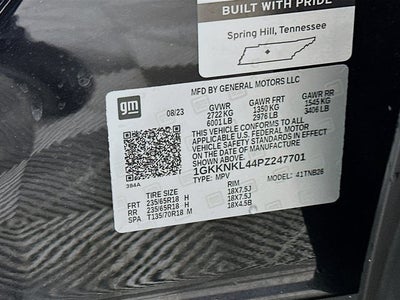 BUILT WITH PRIDE
Spring Hill, Tennessee
gm
MFD BY GENERAL MOTORS LLC
08/23 GVWR GAWR FRT GAWR RR
2722 KG 1350 KG 1545 KG
6001 LB 2976 LB 3406 LB
THIS VEHICLE CONFORMS TO ALL
APPLICABLE U.S. FEDERAL MOTOR
VEHICLE SAFETY STANDARDS IN
EFFECT ON THE DATE OF MANUFACTURE
SHOWN ABOVE.
1GKKNKL44PZ247701
384A TYPE: MPV MODEL: 41TNB26
TIRE SIZE RIM
FRT 235/65R18 H 18X7.5J
RR 235/65R18 H 18X7.5J
SPA T135/70R18 M 18X4.5B